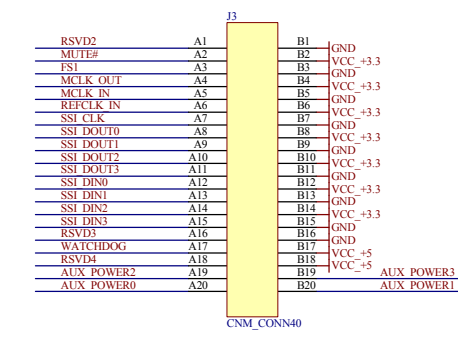 J3
RSVD2 A1 B1 GND
MUTE# A2 B2 VCC_+3.3
FS1 A3 B3 GND
MCLK_OUT A4 B4 VCC_+3.3
MCLK_IN A5 B5 GND
REFCLK_IN A6 B6 VCC_+3.3
SSI_CLK A7 B7 GND
SSI_DOUT0 A8 B8 VCC_+3.3
SSI_DOUT1 A9 B9 GND
SSI_DOUT2 A10 B10 VCC_+3.3
SSI_DOUT3 A11 B11 GND
SSI_DIN0 A12 B12 VCC_+3.3
SSI_DIN1 A13 B13 GND
SSI_DIN2 A14 B14 VCC_+3.3
SSI_DIN3 A15 B15 GND
RSVD3 A16 B16 GND
WATCHDOG A17 B17 VCC_+5
RSVD4 A18 B18 VCC_+5
AUX_POWER2 A19 B19 AUX_POWER3
AUX_POWER0 A20 B20 AUX_POWER1
CNM_CONN40